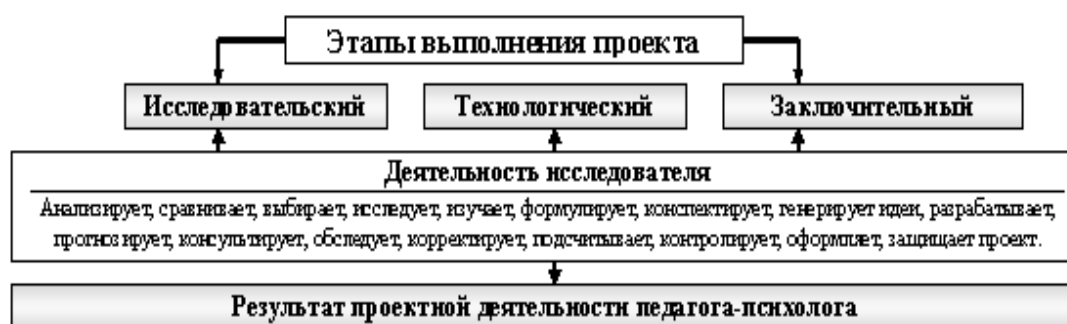 Этапы выполнения проекта
Исследовательский Технологический Заключительный
Деятельность исследователя
Анализирует, сравнивает, выбирает, исследует, изучает, формулирует, конспектирует, генерирует идеи, разрабатывает,
прогнозирует, консультирует, обследует, корректирует, подсчитывает, контролирует, оформляет, защищает проект.
Результат проектной деятельности педагога-психолога